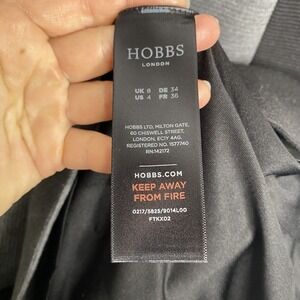 HOBBS
LONDON
UK 8 DE 34
US 4 FR 36
HOBBS LTD, MILTON GATE,
60 CHISWELL STREET,
LONDON, EC1Y 4AG.
REGISTERED NO. 1577740
RN:142172
HOBBS.COM
KEEP AWAY
FROM FIRE
0217/5825/9014L00
FTKX02